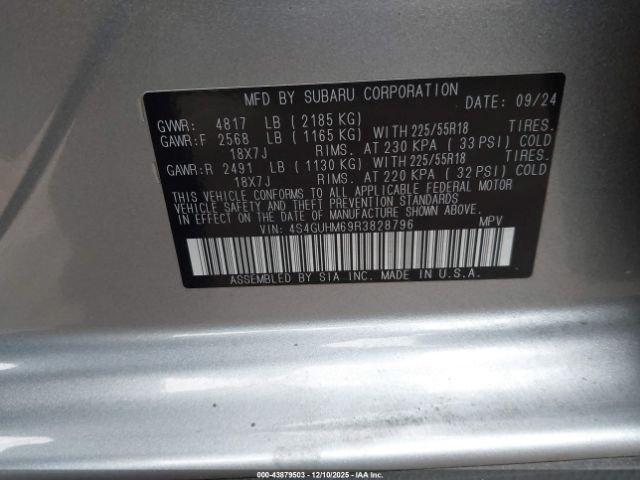 MFD BY SUBARU CORPORATION DATE: 09/24
GVWR: 4817 LB ( 2185 KG)
GAWR: F 2568 LB ( 1165 KG) WITH 225/55R18 TIRES.
18X7J RIMS. AT 230 KPA ( 33 PSI) COLD
GAWR: R 2491 LB ( 1130 KG) WITH 225/55R18 TIRES.
18X7J RIMS. AT 220 KPA ( 32 PSI) COLD
THIS VEHICLE CONFORMS TO ALL APPLICABLE FEDERAL MOTOR
VEHICLE SAFETY AND THEFT PREVENTION STANDARDS
IN EFFECT ON THE DATE OF MANUFACTURE SHOWN ABOVE.
VIN: 4S4GUHM69R3828796 MPV
ASSEMBLED BY SIA INC. MADE IN U.S.A.
000-43879503 - 12/10/2025 - IAA Inc.